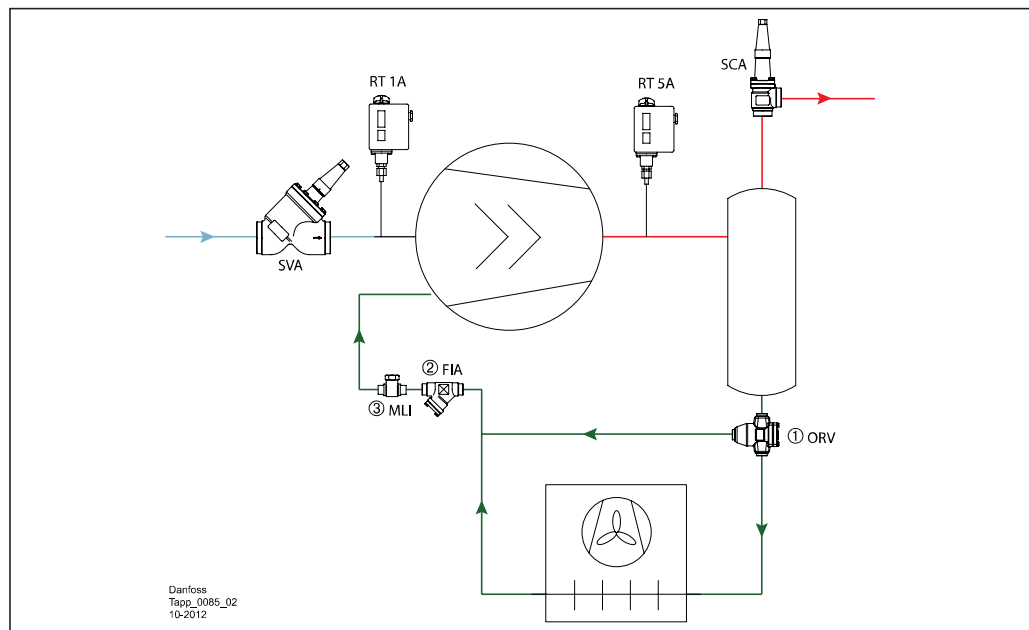 SCA
RT 1A
RT 5A
SVA
② FIA
③ MLI
① ORV
Danfoss
Tapp_0085_02
10-2012